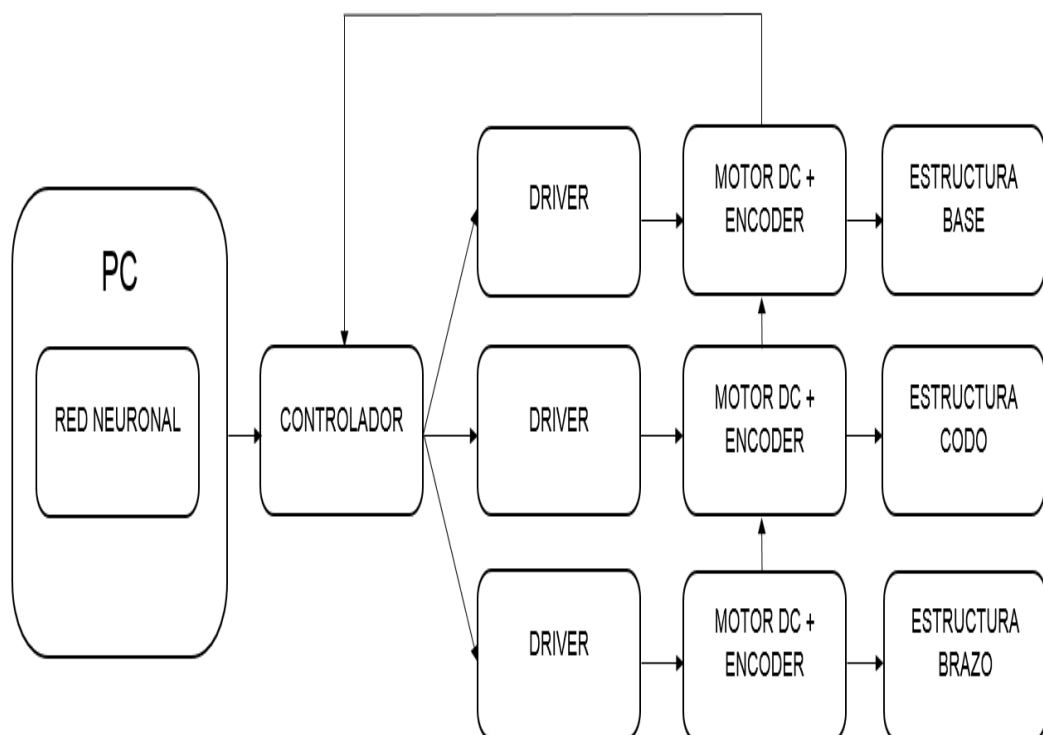 DRIVER
MOTOR DC +
ENCODER
ESTRUCTURA
BASE
PC
RED NEURONAL
CONTROLADOR
DRIVER
MOTOR DC +
ENCODER
ESTRUCTURA
CODO
DRIVER
MOTOR DC +
ENCODER
ESTRUCTURA
BRAZO